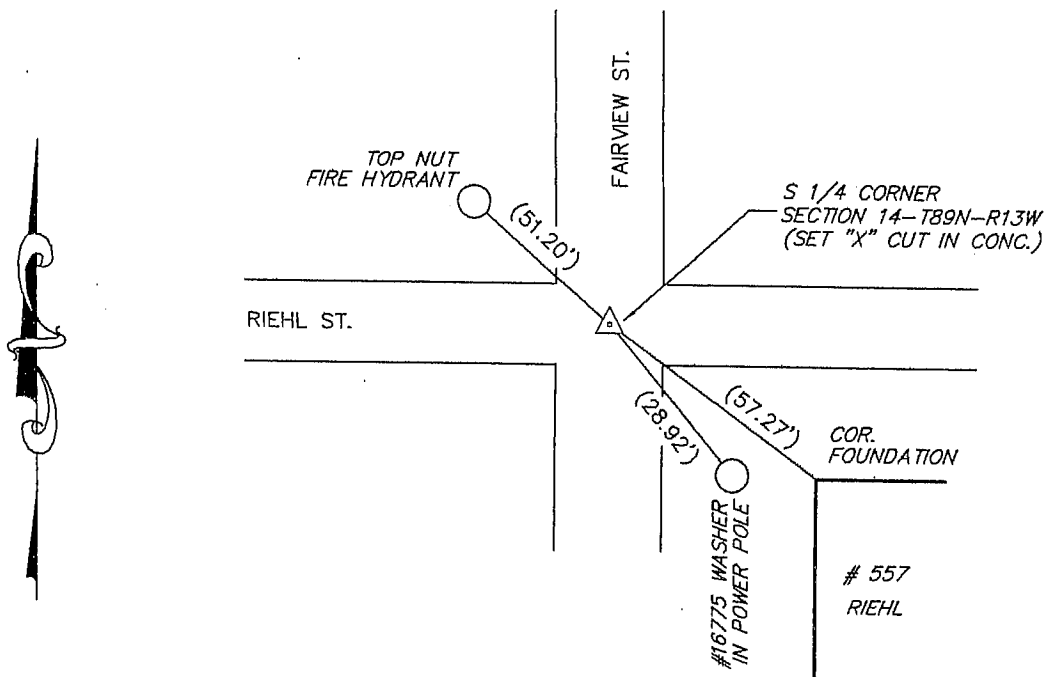 FAIRVIEW ST.
TOP NUT
FIRE HYDRANT
(51.20')
S 1/4 CORNER
SECTION 14-T89N-R13W
(SET "X" CUT IN CONC.)
RIEHL ST.
(28.92')
(57.27')
COR.
FOUNDATION
#16775 WASHER
IN POWER POLE
# 557
RIEHL